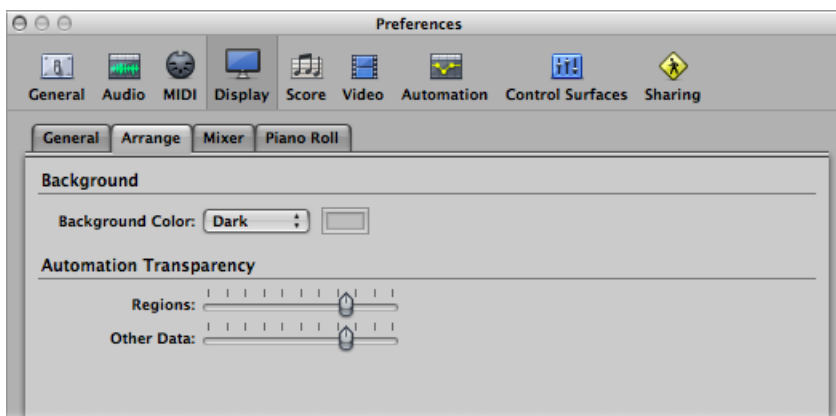 Preferences
General Audio MIDI Display Score Video Automation Control Surfaces Sharing
General Arrange Mixer Piano Roll
Background
Background Color: Dark
Automation Transparency
Regions:
Other Data: